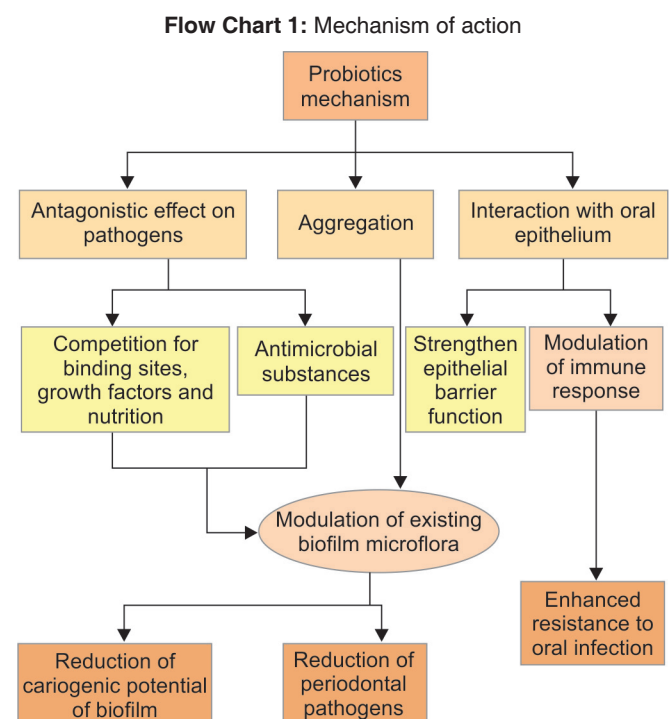 Flow Chart 1: Mechanism of action
Probiotics
mechanism
Antagonistic effect on
pathogens
Aggregation
Interaction with oral
epithelium
Competition for
binding sites,
growth factors and
nutrition
Antimicrobial
substances
Strengthen
epithelial
barrier
function
Modulation
of immune
response
Modulation of existing
biofilm microflora
Enhanced
resistance to
oral infection
Reduction of
cariogenic potential
of biofilm
Reduction of
periodontal
pathogens